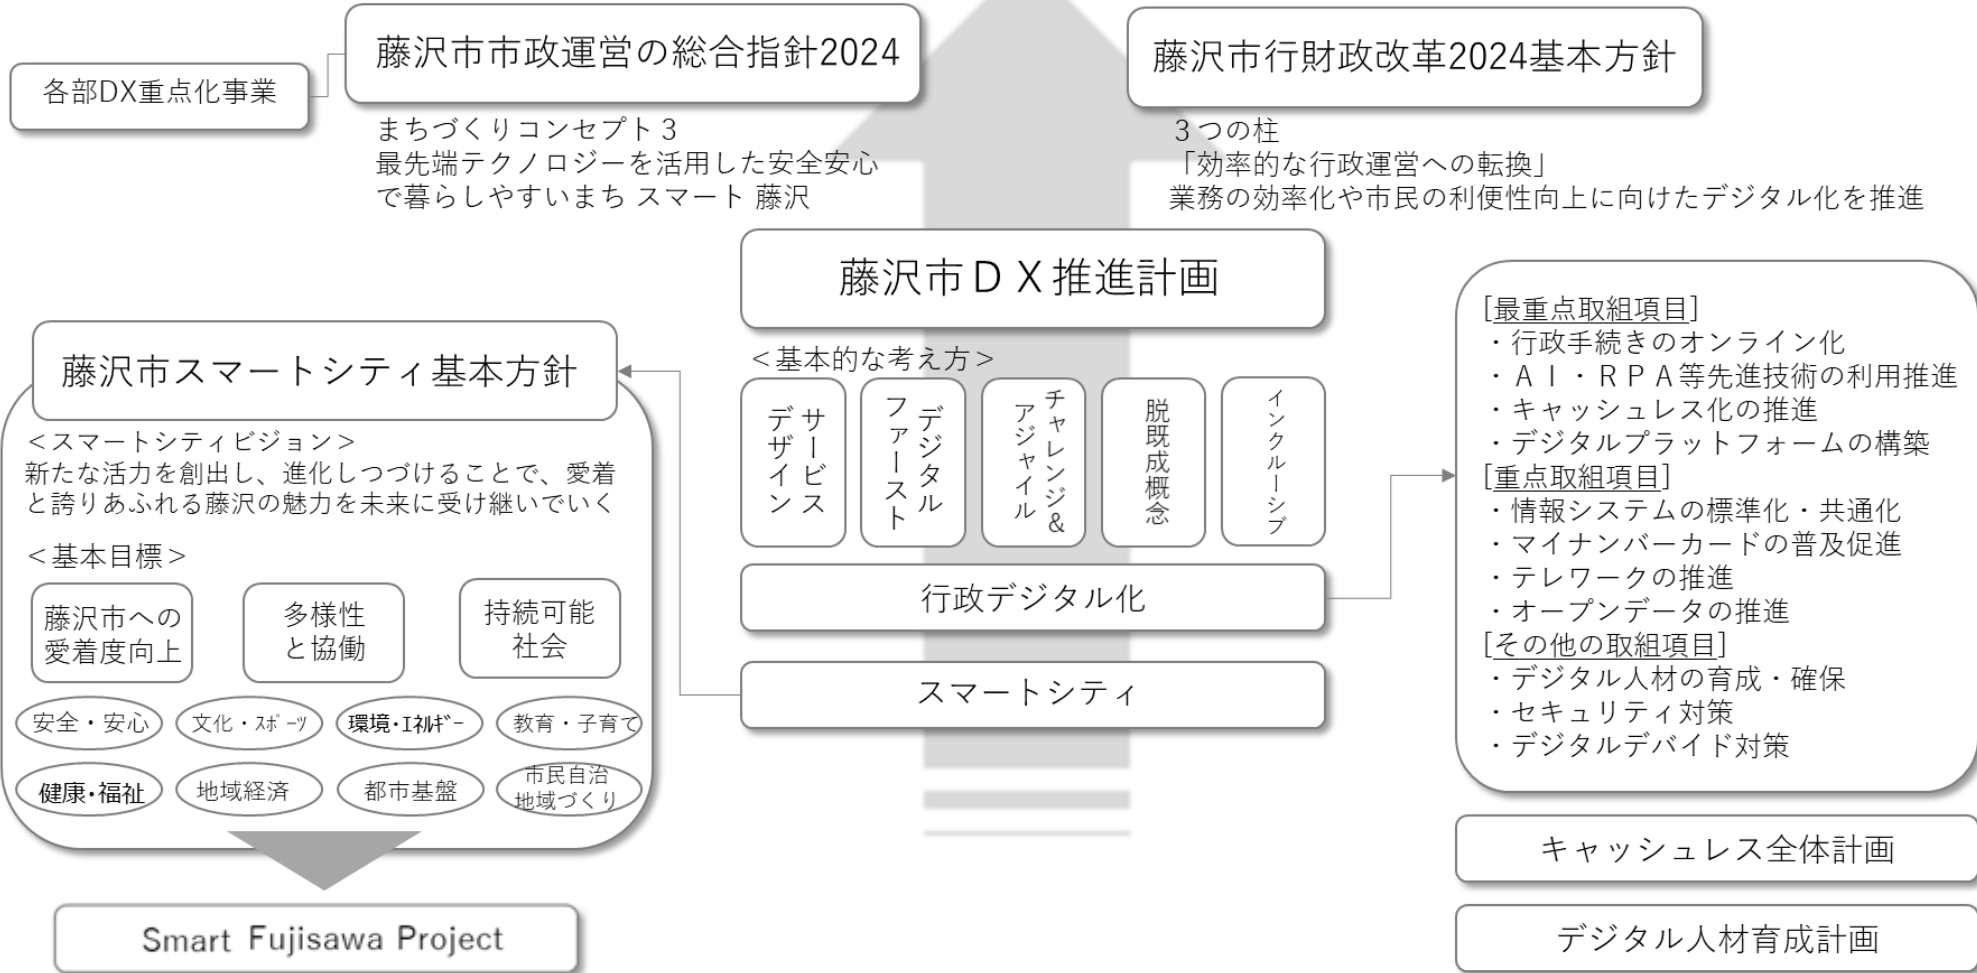 藤沢市市政運営の総合指針2024
各部DX重点化事業
まちづくりコンセプト３
最先端テクノロジーを活用した安全安心
で暮らしやすいまち スマート 藤沢
藤沢市行財政改革2024基本方針
３つの柱
「効率的な行政運営への転換」
業務の効率化や市民の利便性向上に向けたデジタル化を推進
藤沢市ＤＸ推進計画
＜基本的な考え方＞
サービス
デザイン
デジタル
ファースト
チャレンジ&
アジャイル
脱既成概念
インクルーシブ
行政デジタル化
スマートシティ
藤沢市スマートシティ基本方針
＜スマートシティビジョン＞
新たな活力を創出し、進化しつづけることで、愛着
と誇りあふれる藤沢の魅力を未来に受け継いでいく
＜基本目標＞
藤沢市への
愛着度向上
多様性
と協働
持続可能
社会
安全・安心
文化・ｽﾎﾟｰﾂ
環境・ｴﾈﾙｷﾞｰ
教育・子育て
健康・福祉
地域経済
都市基盤
市民自治
地域づくり
Smart Fujisawa Project
[最重点取組項目]
・行政手続きのオンライン化
・ＡＩ・ＲＰＡ等先進技術の利用推進
・キャッシュレス化の推進
・デジタルプラットフォームの構築
[重点取組項目]
・情報システムの標準化・共通化
・マイナンバーカードの普及促進
・テレワークの推進
・オープンデータの推進
[その他の取組項目]
・デジタル人材の育成・確保
・セキュリティ対策
・デジタルデバイド対策
キャッシュレス全体計画
デジタル人材育成計画